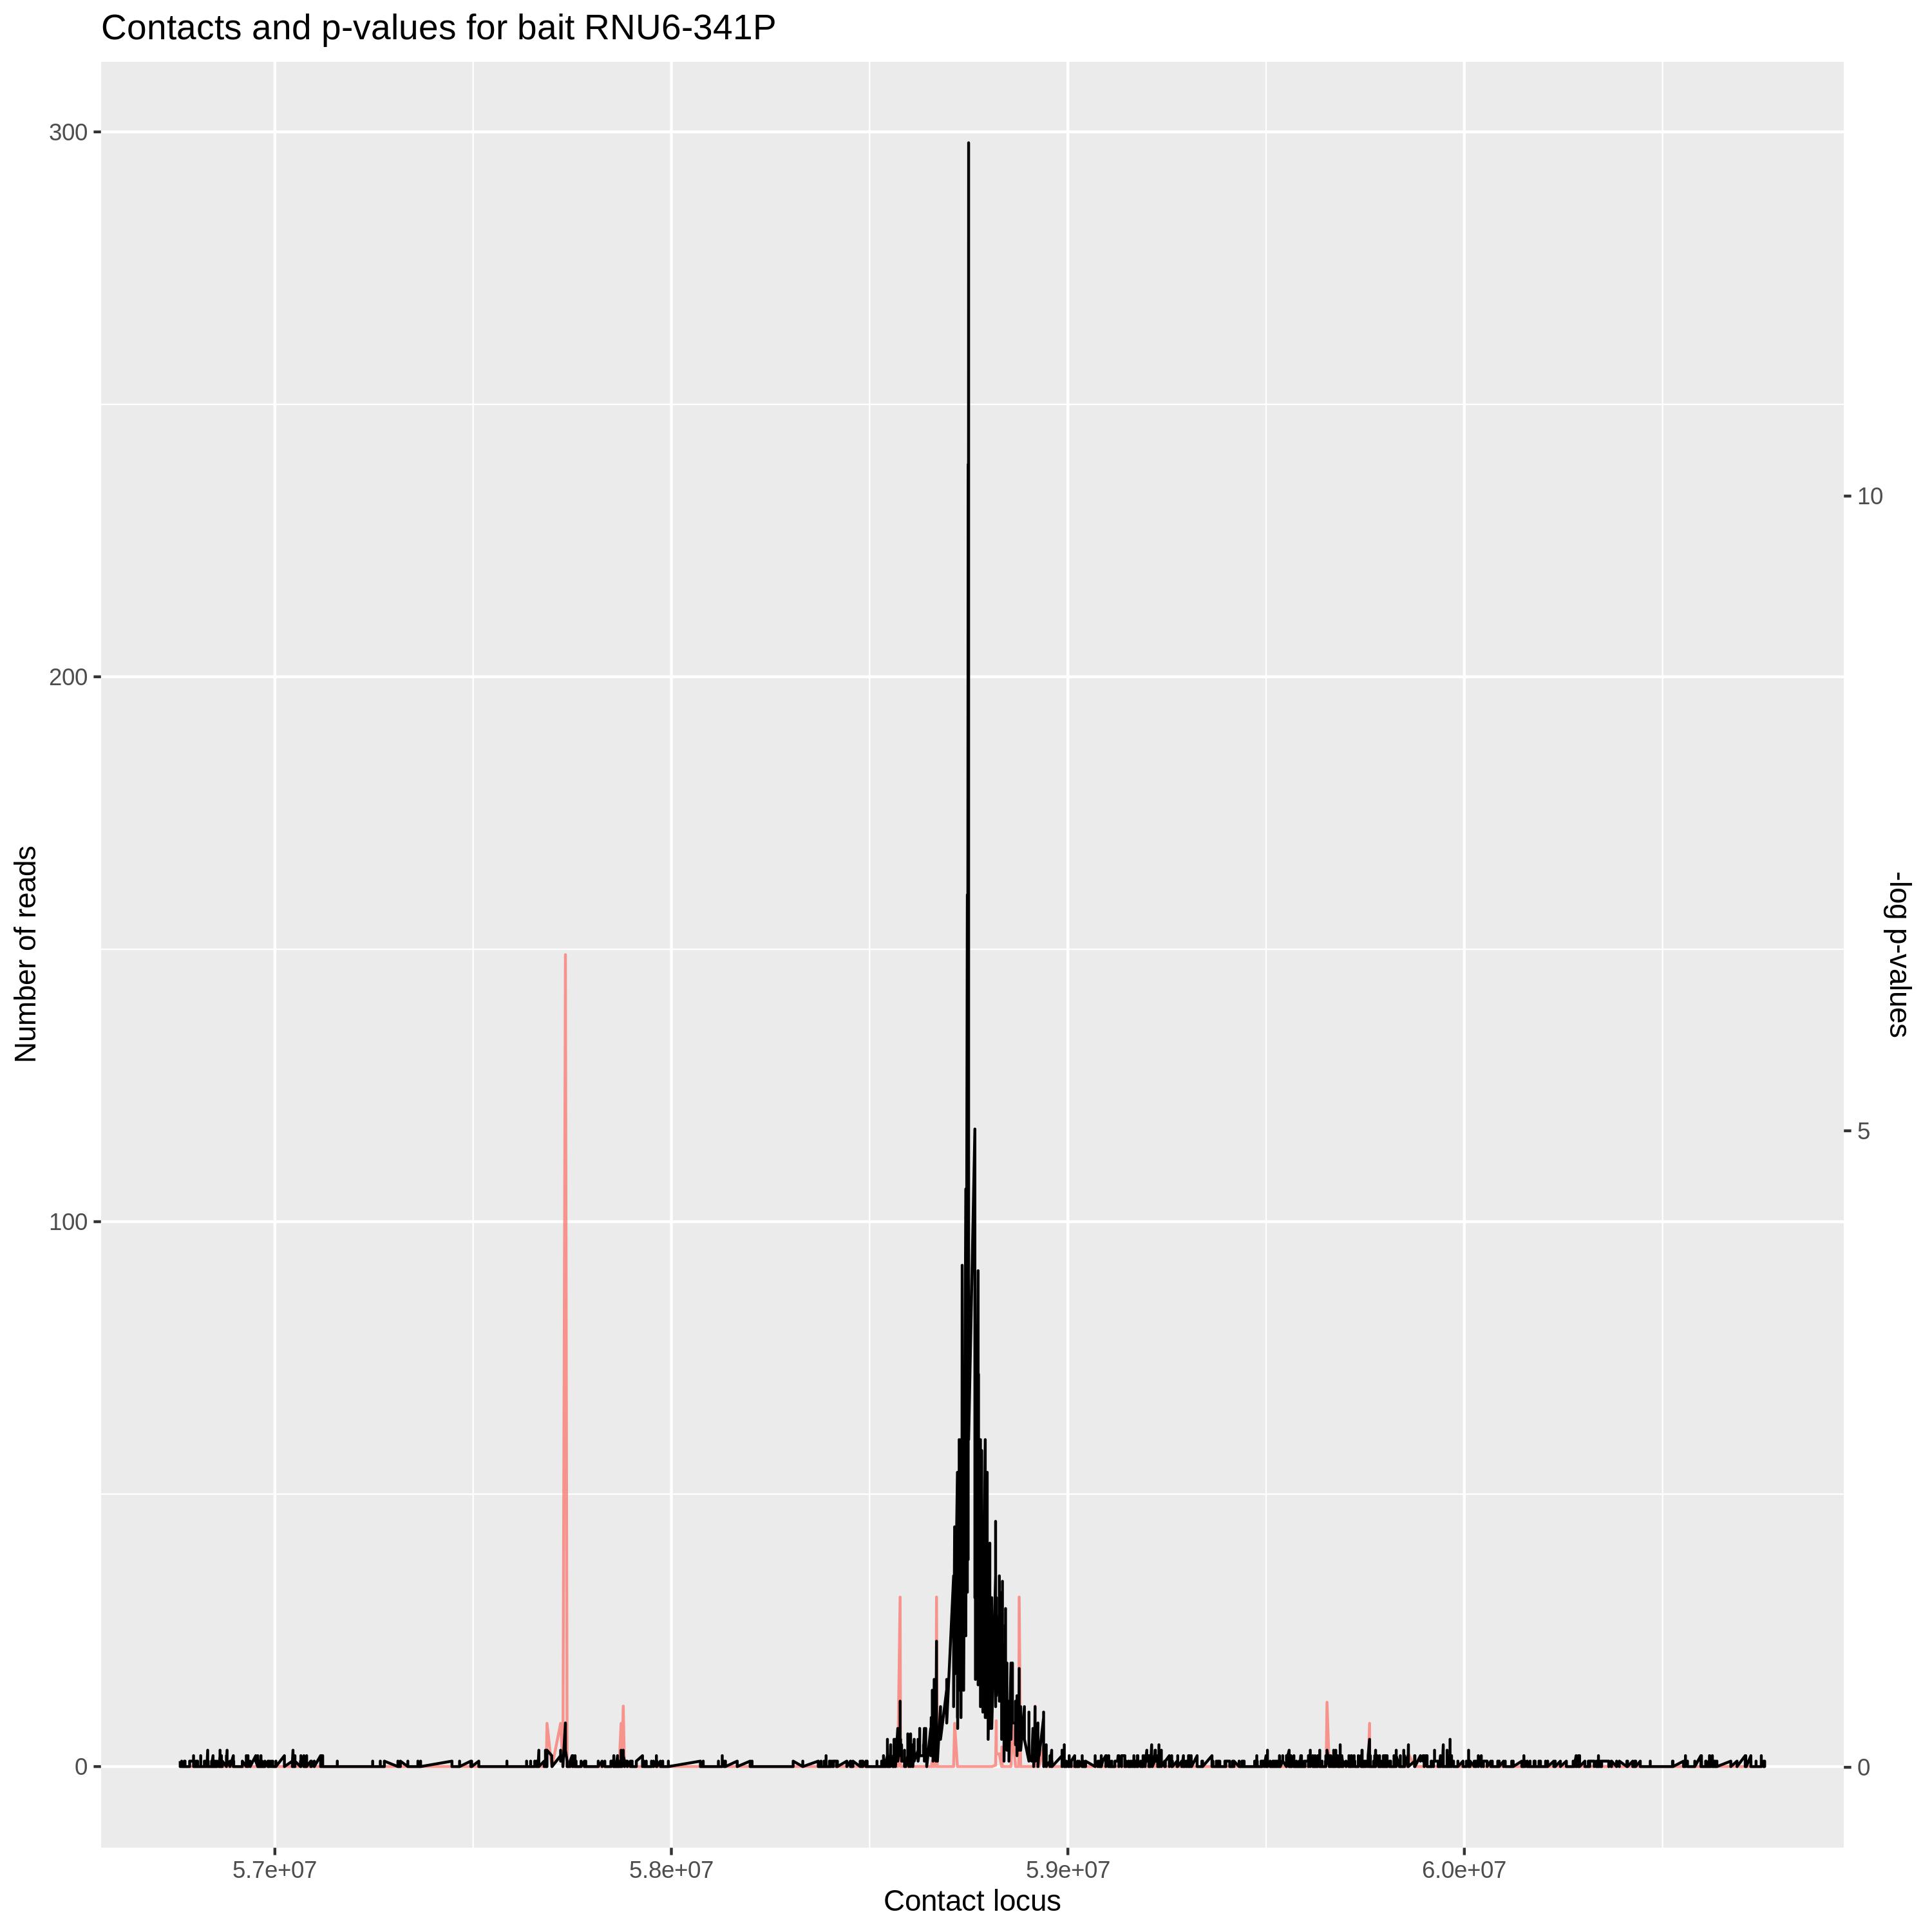 Contacts and p-values for bait RNU6-341P
300
200
100
0
Number of reads
10
5
0
-log p-values
5.7e+07
5.8e+07
5.9e+07
6.0e+07
Contact locus